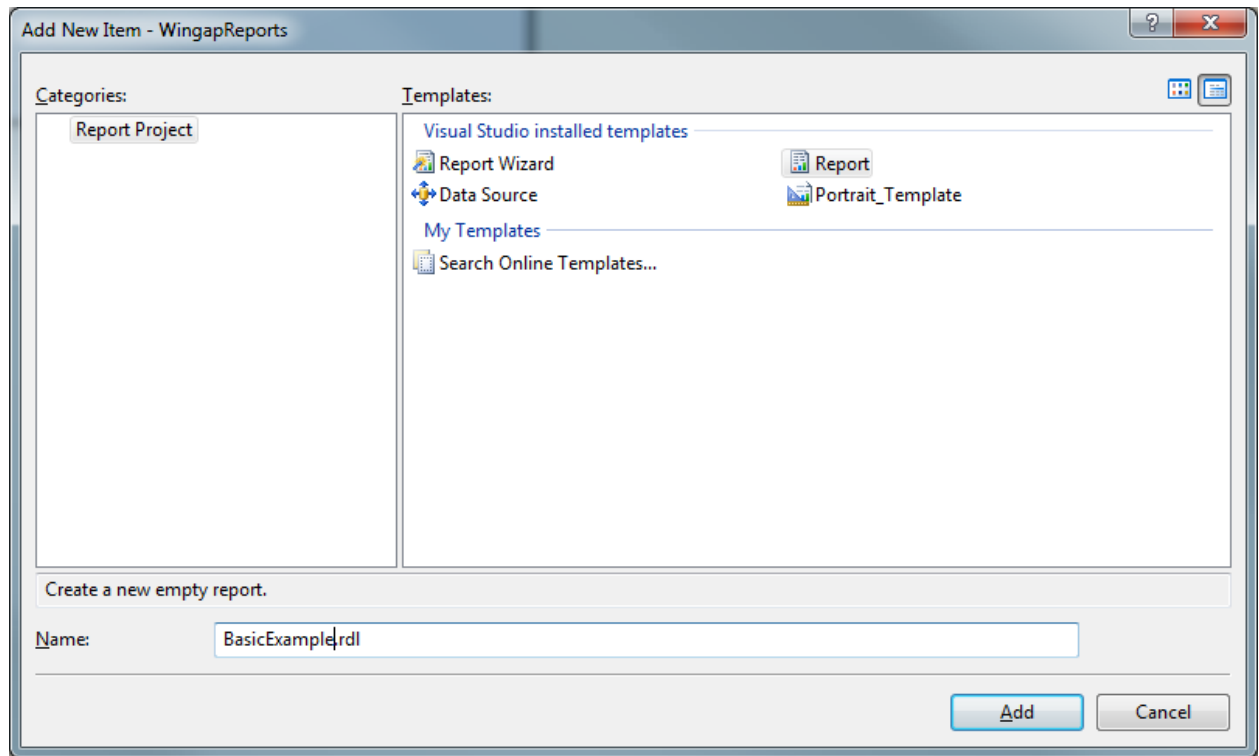 Add New Item - WingapReports
Categories:
Templates:
Report Project
Visual Studio installed templates
Report Wizard
Report
Data Source
Portrait_Template
My Templates
Search Online Templates...
Create a new empty report.
Name:
BasicExample.rdl
Add
Cancel